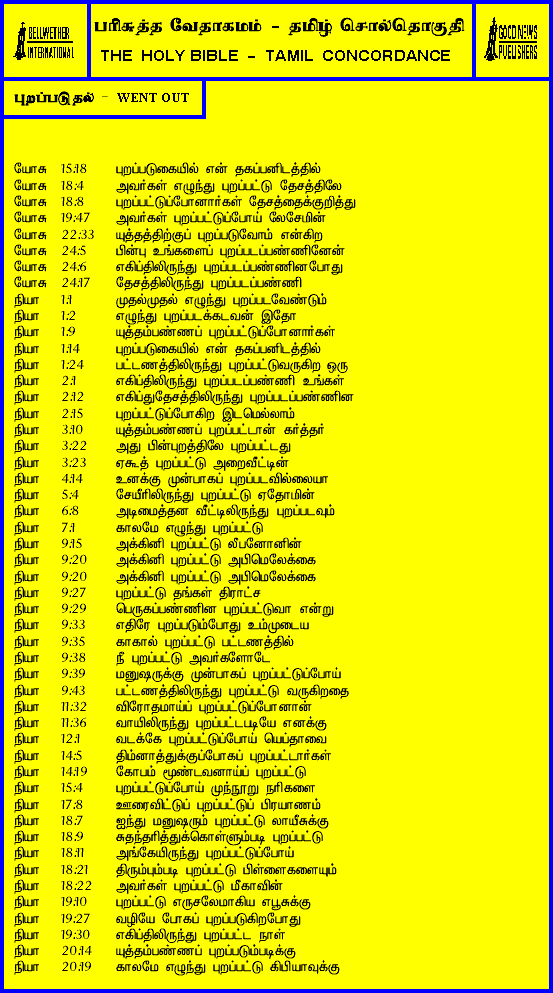 BELLWETHER
INTERNATIONAL
பரிசுத்த வேதாகமம் - தமிழ் சொல்தொகுதி
THE HOLY BIBLE - TAMIL CONCORDANCE
GOOD NEWS
PUBLISHERS
புறப்படுதல் - WENT OUT
யோசு 15:18 புறப்படுகையில் என் தகப்பனிடத்தில்
யோசு 18:4 அவர்கள் எழுந்து புறப்பட்டு தேசத்திலே
யோசு 18:8 புறப்பட்டுப்போனார்கள் தேசத்தைக்குறித்து
யோசு 19:47 அவர்கள் புறப்பட்டுப்போய் லேசேமின்
யோசு 22:33 யுத்தத்திற்குப் புறப்படுவோம் என்கிற
யோசு 24:5 பின்பு உங்களைப் புறப்படப்பண்ணினேன்
யோசு 24:6 எகிப்திலிருந்து புறப்படப்பண்ணினபோது
யோசு 24:17 தேசத்திலிருந்து புறப்படப்பண்ணி
நியா 1:1 முதல்முதல் எழுந்து புறப்படவேண்டும்
நியா 1:2 எழுந்து புறப்படக்கடவன் இதோ
நியா 1:9 யுத்தம்பண்ணப் புறப்பட்டுப்போனார்கள்
நியா 1:14 புறப்படுகையில் என் தகப்பனிடத்தில்
நியா 1:24 பட்டணத்திலிருந்து புறப்பட்டுவருகிற ஒரு
நியா 2:1 எகிப்திலிருந்து புறப்படப்பண்ணி உங்கள்
நியா 2:12 எகிப்துதேசத்திலிருந்து புறப்படப்பண்ணின
நியா 2:15 புறப்பட்டுப்போகிற இடமெல்லாம்
நியா 3:10 யுத்தம்பண்ணப் புறப்பட்டான் கர்த்தர்
நியா 3:22 அது பின்புறத்திலே புறப்பட்டது
நியா 3:23 ஏகூத் புறப்பட்டு அறைவீட்டின்
நியா 4:14 உனக்கு முன்பாகப் புறப்படவில்லையா
நியா 5:4 சேயீரிலிருந்து புறப்பட்டு ஏதோமின்
நியா 6:8 அடிமைத்தன வீட்டிலிருந்து புறப்படவும்
நியா 7:1 காலமே எழுந்து புறப்பட்டு
நியா 9:15 அக்கினி புறப்பட்டு லீபனோனின்
நியா 9:20 அக்கினி புறப்பட்டு அபிமெலேக்கை
நியா 9:20 அக்கினி புறப்பட்டு அபிமெலேக்கை
நியா 9:27 புறப்பட்டு தங்கள் திராட்ச
நியா 9:29 பெருகப்பண்ணின புறப்பட்டுவா என்று
நியா 9:33 எதிரே புறப்படும்போது உம்முடைய
நியா 9:35 காகால் புறப்பட்டு பட்டணத்தில்
நியா 9:38 நீ புறப்பட்டு அவர்களோடே
நியா 9:39 மனுஷருக்கு முன்பாகப் புறப்பட்டுப்போய்
நியா 9:43 பட்டணத்திலிருந்து புறப்பட்டு வருகிறதை
நியா 11:32 விரோதமாய்ப் புறப்பட்டுப்போனான்
நியா 11:36 வாயிலிருந்து புறப்பட்டபடியே எனக்கு
நியா 12:1 வடக்கே புறப்பட்டுப்போய் யெப்தாவை
நியா 14:5 திம்னாத்துக்குப்போகப் புறப்பட்டார்கள்
நியா 14:19 கோபம் மூண்டவனாய்ப் புறப்பட்டு
நியா 15:4 புறப்பட்டுப்போய் முந்நூறு நரிகளை
நியா 17:8 ஊரைவிட்டுப் புறப்பட்டுப் பிரயாணம்
நியா 18:7 ஐந்து மனுஷரும் புறப்பட்டு லாயீசுக்கு
நியா 18:9 சுதந்தரித்துக்கொள்ளும்படி புறப்பட்டு
நியா 18:11 அங்கேயிருந்து புறப்பட்டுப்போய்
நியா 18:21 திரும்பும்படி புறப்பட்டு பிள்ளைகளையும்
நியா 18:22 அவர்கள் புறப்பட்டு மீகாவின்
நியா 19:10 புறப்பட்டு எருசலேமாகிய எபூசுக்கு
நியா 19:27 வழியே போகப் புறப்படுகிறபோது
நியா 19:30 எகிப்திலிருந்து புறப்பட்ட நாள்
நியா 20:14 யுத்தம்பண்ணப் புறப்படும்படிக்கு
நியா 20:19 காலமே எழுந்து புறப்பட்டு கிபியாவுக்கு